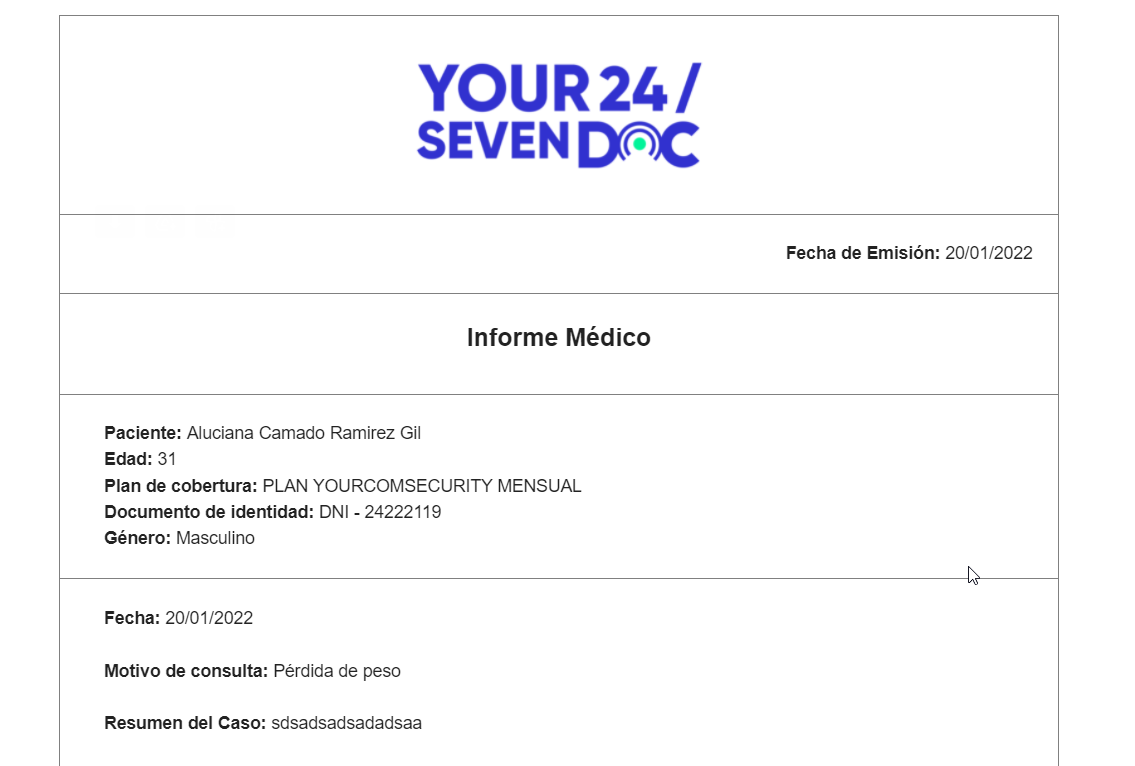 YOUR 24/
SEVEN DOC
Fecha de Emisión: 20/01/2022
Informe Médico
Paciente: Aluciana Camado Ramirez Gil
Edad: 31
Plan de cobertura: PLAN YOURCOMSECURITY MENSUAL
Documento de identidad: DNI - 24222119
Género: Masculino
Fecha: 20/01/2022
Motivo de consulta: Pérdida de peso
Resumen del Caso: sdsadsadsadadsaa